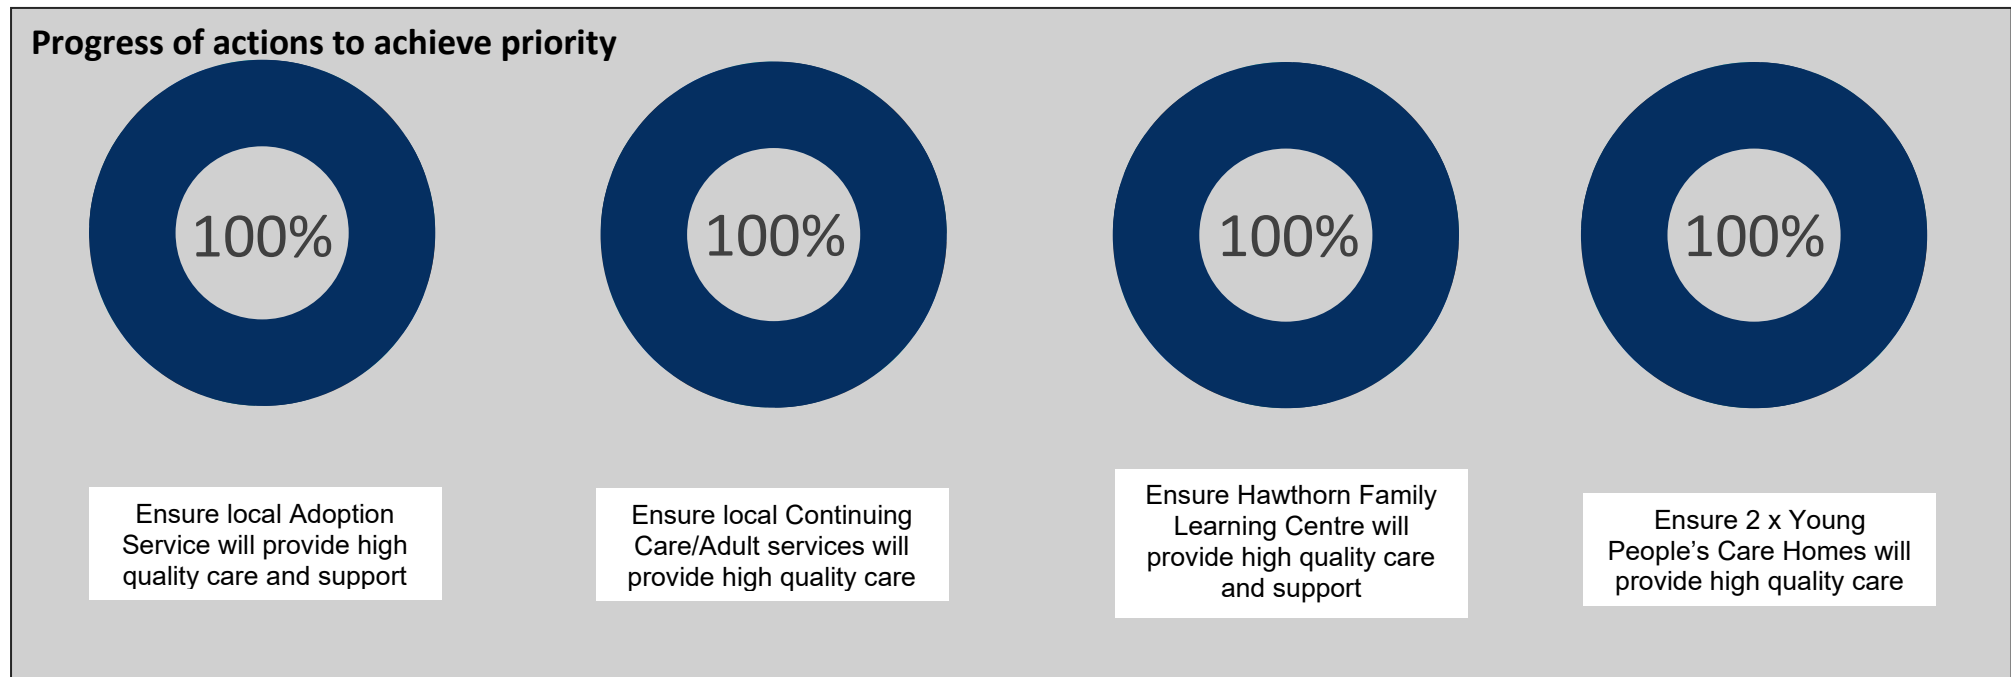 Progress of actions to achieve priority
100%
100%
100%
100%
Ensure local Adoption
Service will provide high
quality care and support
Ensure local Continuing
Care/Adult services will
provide high quality care
Ensure Hawthorn Family
Learning Centre will
provide high quality care
and support
Ensure 2 x Young
People’s Care Homes will
provide high quality care